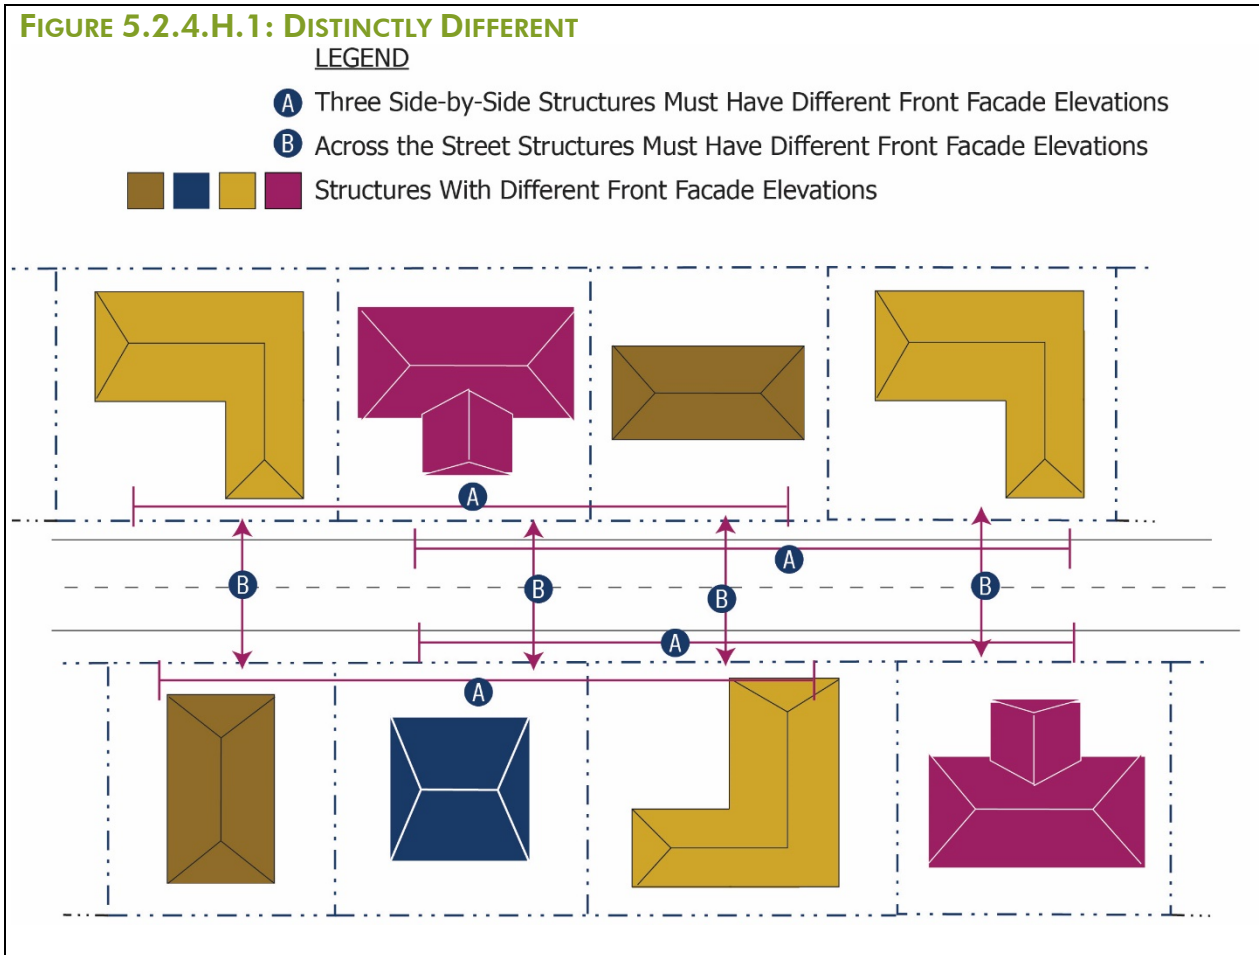 FIGURE 5.2.4.H.1: DISTINCTLY DIFFERENT
LEGEND
A Three Side-by-Side Structures Must Have Different Front Facade Elevations
B Across the Street Structures Must Have Different Front Facade Elevations
Structures With Different Front Facade Elevations
A
A
B
B
B
B
A
A